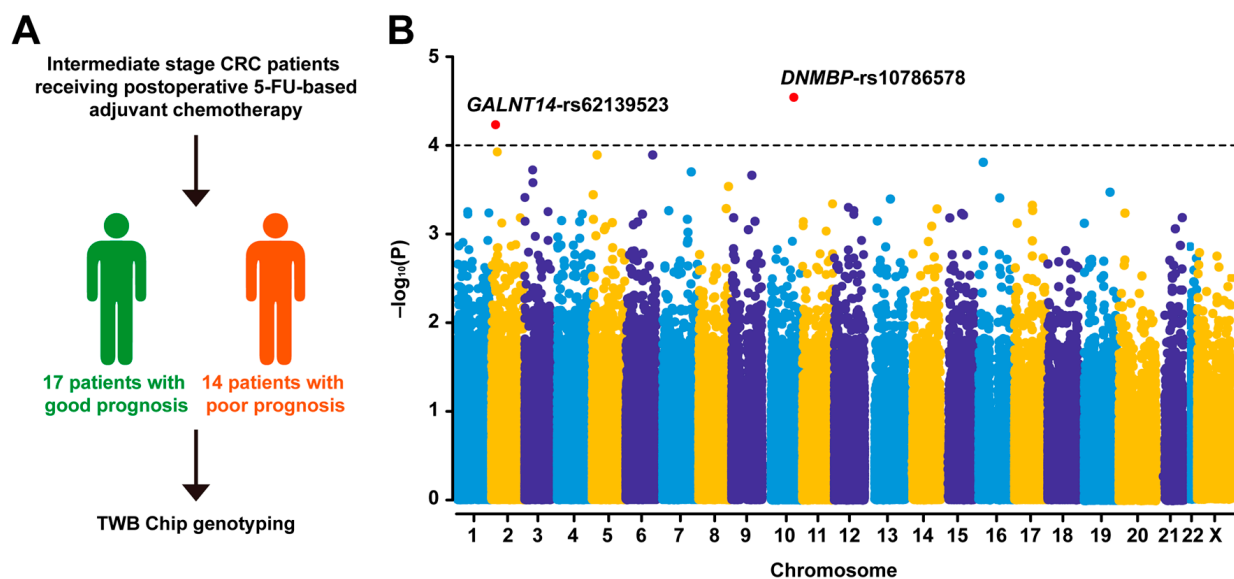 A
Intermediate stage CRC patients
receiving postoperative 5-FU-based
adjuvant chemotherapy
17 patients with
good prognosis
14 patients with
poor prognosis
TWB Chip genotyping
B
5
4
3
2
1
0
–log₁₀(P)
GALNT14-rs62139523
DNMBP-rs10786578
1 2 3 4 5 6 7 8 9 10 11 12 13 14 15 16 17 18 19 20 21 22 X
Chromosome